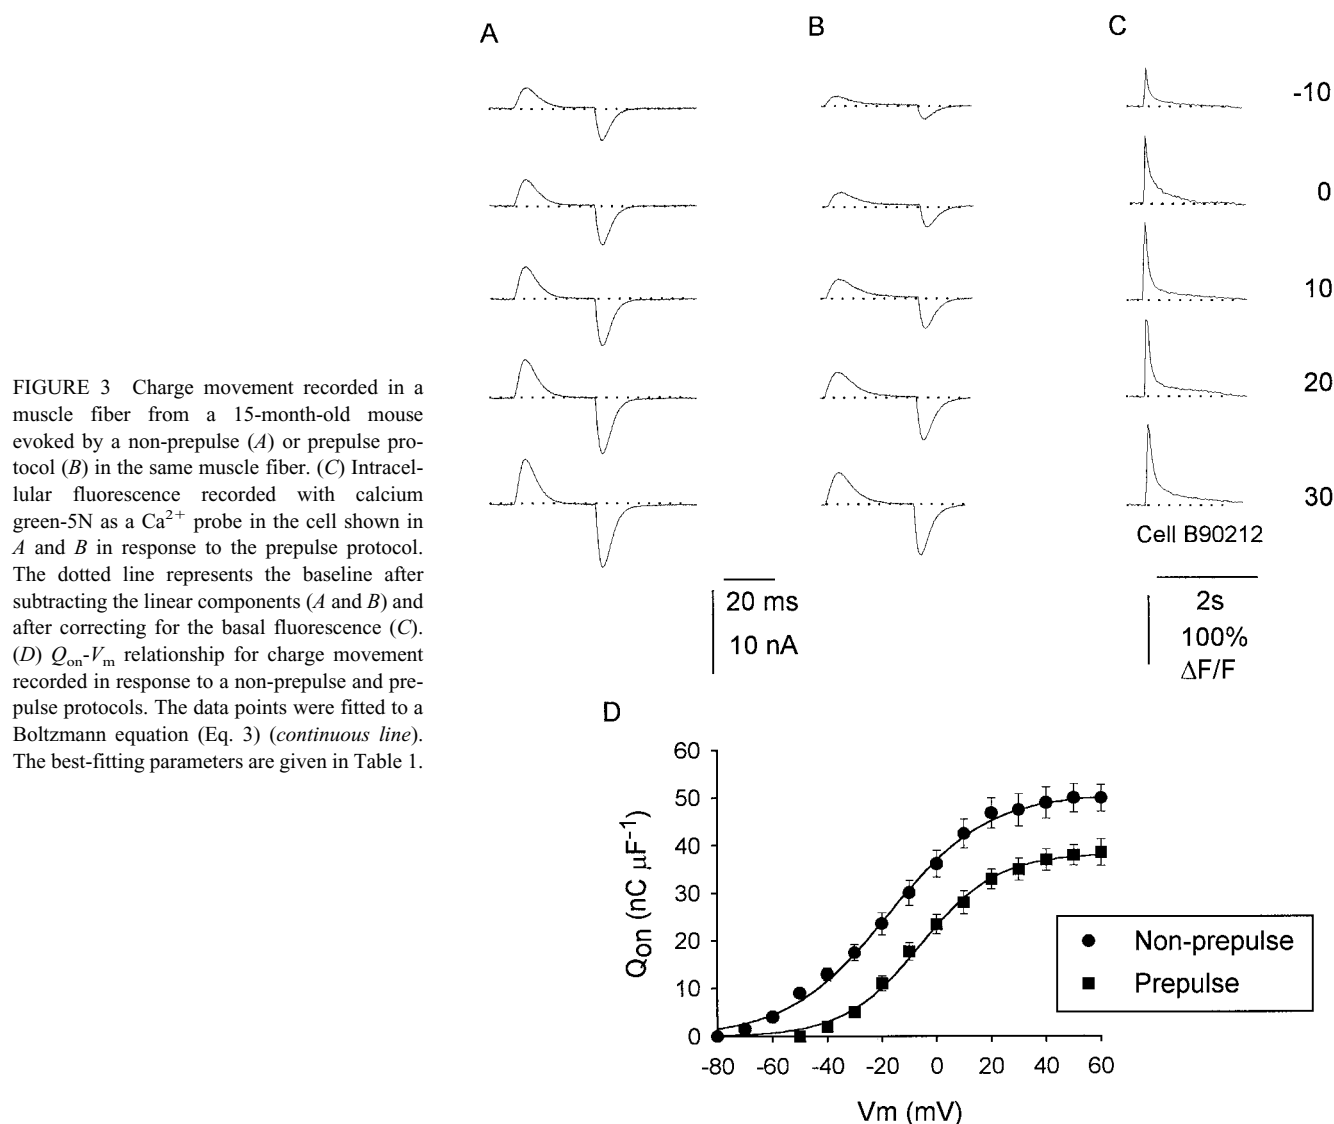 A
B
C
-10
0
10
20
30
Cell B90212
20 ms
10 nA
2s
100%
ΔF/F
FIGURE 3 Charge movement recorded in a
muscle fiber from a 15-month-old mouse
evoked by a non-prepulse (A) or prepulse pro-
tocol (B) in the same muscle fiber. (C) Intracel-
lular fluorescence recorded with calcium
green-5N as a Ca²⁺ probe in the cell shown in
A and B in response to the prepulse protocol.
The dotted line represents the baseline after
subtracting the linear components (A and B) and
after correcting for the basal fluorescence (C).
(D) Qon-Vm relationship for charge movement
recorded in response to a non-prepulse and pre-
pulse protocols. The data points were fitted to a
Boltzmann equation (Eq. 3) (continuous line).
The best-fitting parameters are given in Table 1.
D
Qon (nC μF⁻¹)
60
50
40
30
20
10
0
-80 -60 -40 -20 0 20 40 60
Vm (mV)
Non-prepulse
Prepulse